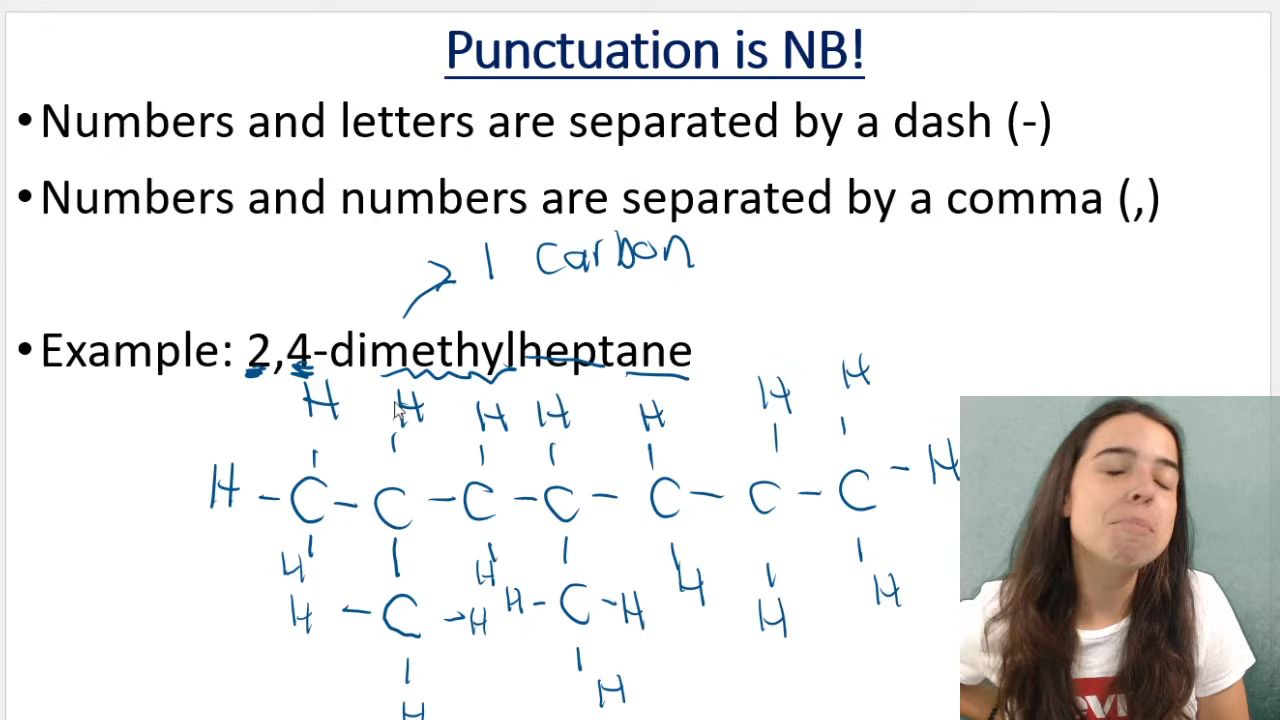 Punctuation is NB!
•Numbers and letters are separated by a dash (-)
•Numbers and numbers are separated by a comma (,)
1 carbon
•Example: 2,4-dimethylheptane
H H H H H H H
H - C - C - C - C - C - C - C - H
H H H H H
H - C - H H - C - H
H H
Levi's